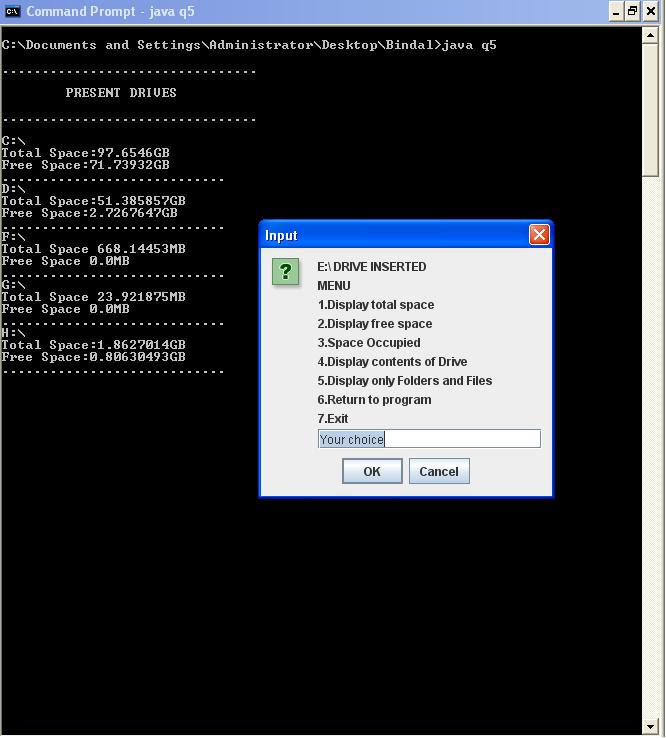 Command Prompt - java q5
C:\Documents and Settings\Administrator\Desktop\Bindal>java q5
-------------------------------
PRESENT DRIVES
-------------------------------
C:\
Total Space:97.6546GB
Free Space:71.73932GB
---------------------------
D:\
Total Space:51.385857GB
Free Space:2.7267647GB
---------------------------
F:\
Total Space 668.14453MB
Free Space 0.0MB
---------------------------
G:\
Total Space 23.921875MB
Free Space 0.0MB
---------------------------
H:\
Total Space:1.8627014GB
Free Space:0.80630493GB
---------------------------
Input
E:\ DRIVE INSERTED
MENU
1.Display total space
2.Display free space
3.Space Occupied
4.Display contents of Drive
5.Display only Folders and Files
6.Return to program
7.Exit
Your choice
OK
Cancel